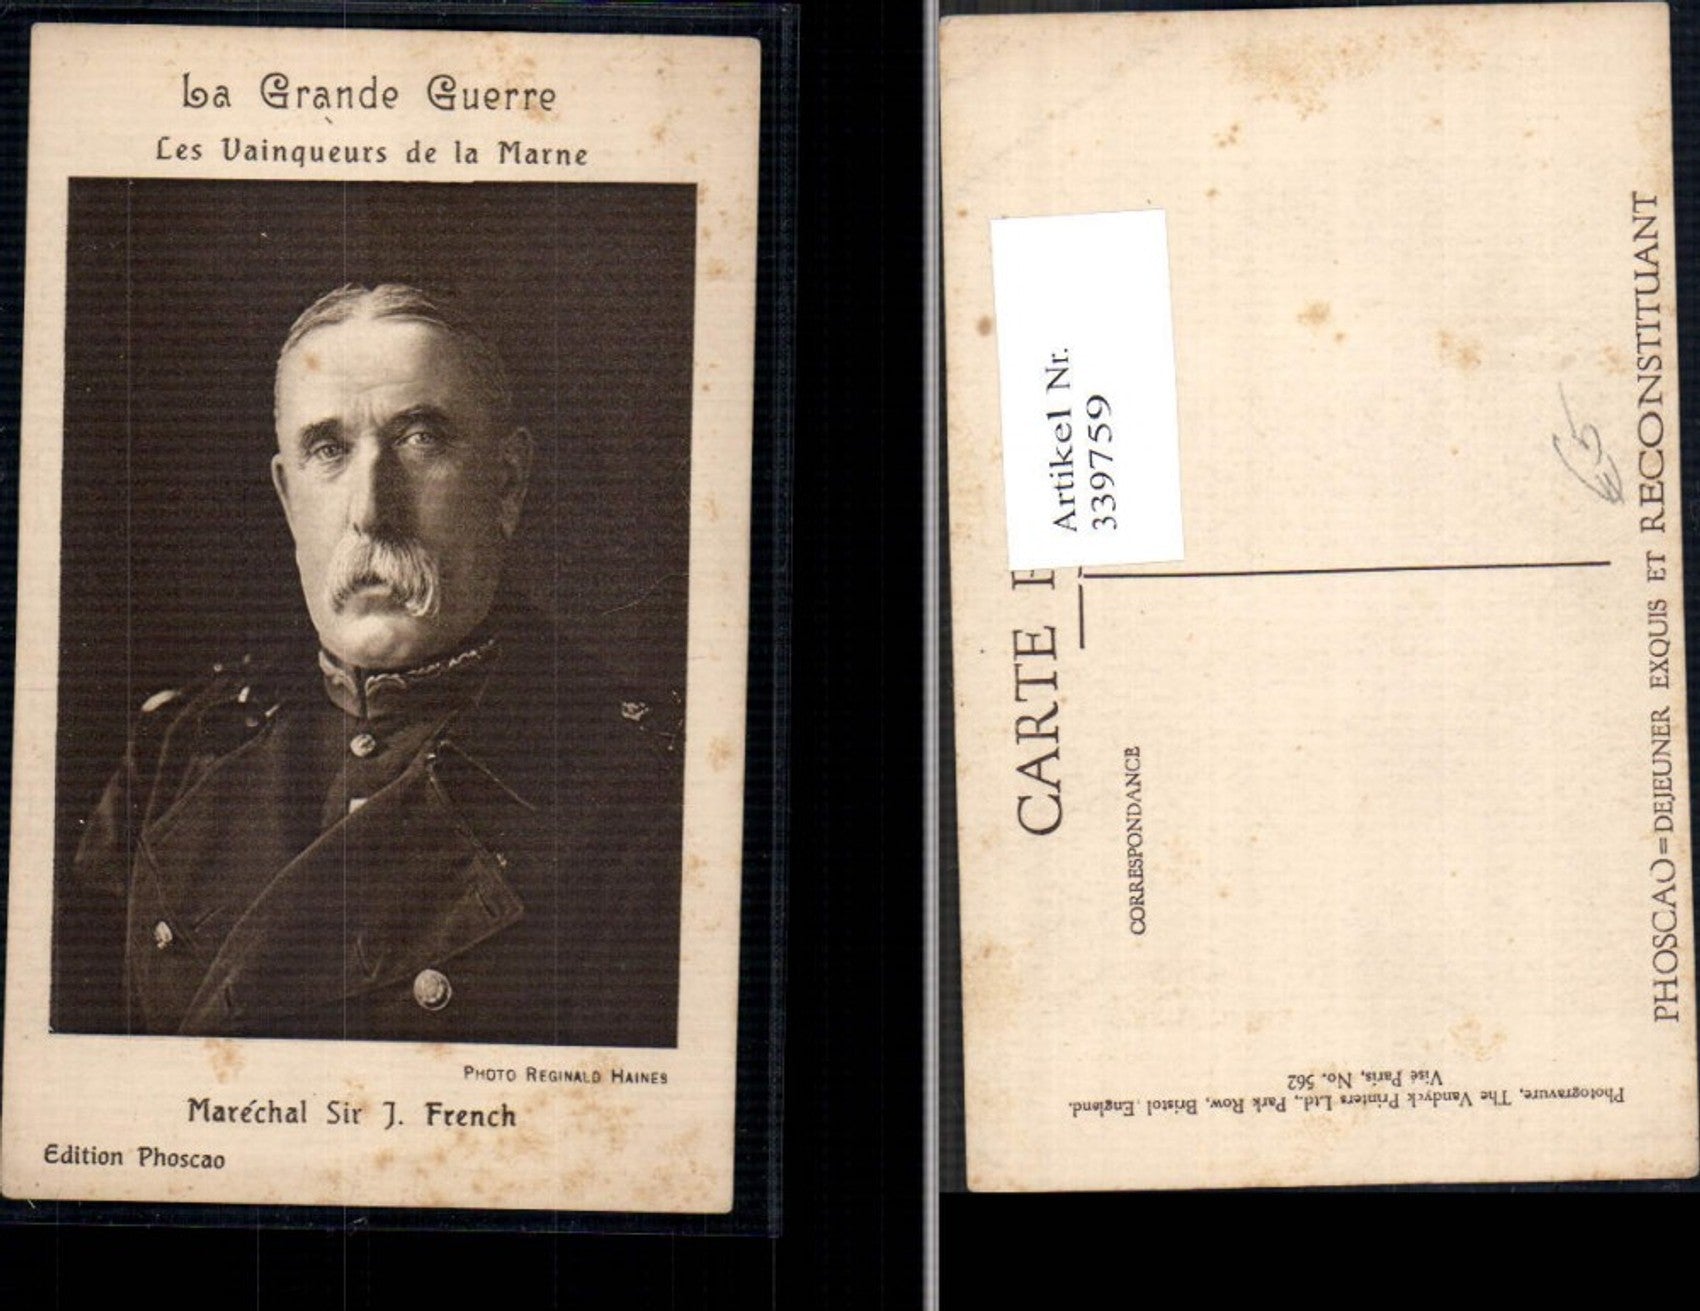 La Grande Guerre
Les Vainqueurs de la Marne
PHOTO REGINALD HAINES
Maréchal Sir J. French
Edition Phoscao
Artikel Nr.
339759
CARTE
CORRESPONDANCE
€5
PHOSCAO=DEJEUNER EXQUIS ET RECONSTITUANT
Photogravure, The Vandyck Printers Ltd., Park Row, Bristol, England.
Visé Paris, No. 562